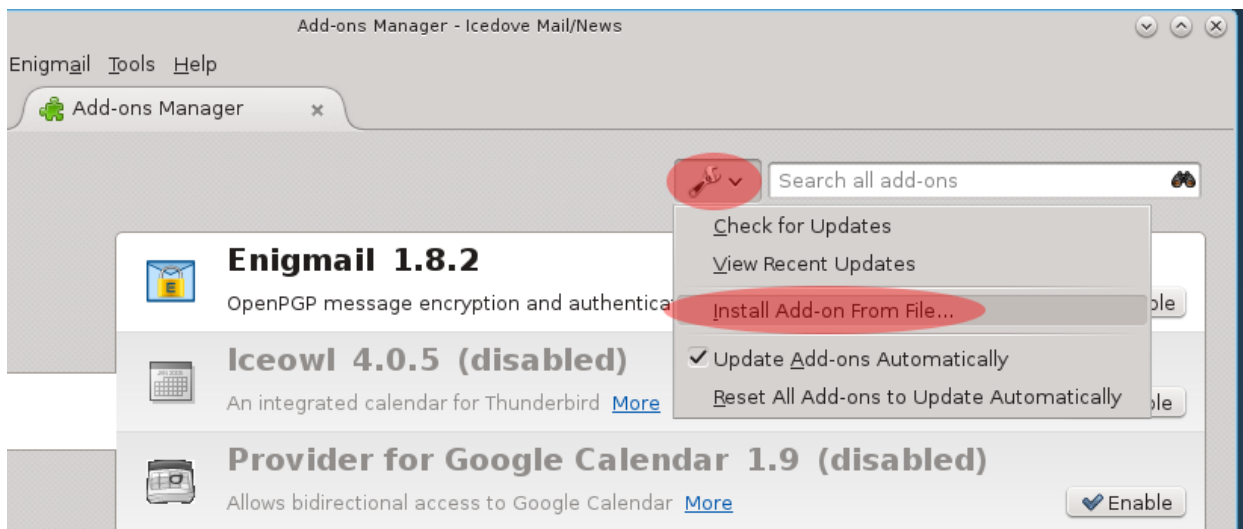 Add-ons Manager - Icedove Mail/News
Enigmail Tools Help
Add-ons Manager
Search all add-ons
Check for Updates
View Recent Updates
Install Add-on From File...
Update Add-ons Automatically
Reset All Add-ons to Update Automatically
Enigmail 1.8.2
OpenPGP message encryption and authentica
ble
Iceowl 4.0.5 (disabled)
An integrated calendar for Thunderbird More
ble
Provider for Google Calendar 1.9 (disabled)
Allows bidirectional access to Google Calendar More
Enable